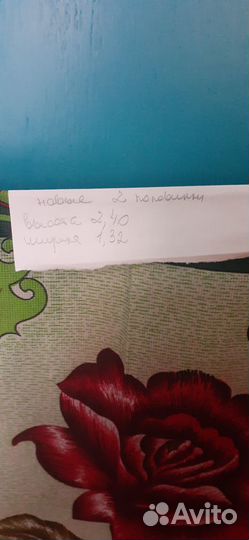 новые 2 половинки
высота 2,40
ширина 1,32
Avito